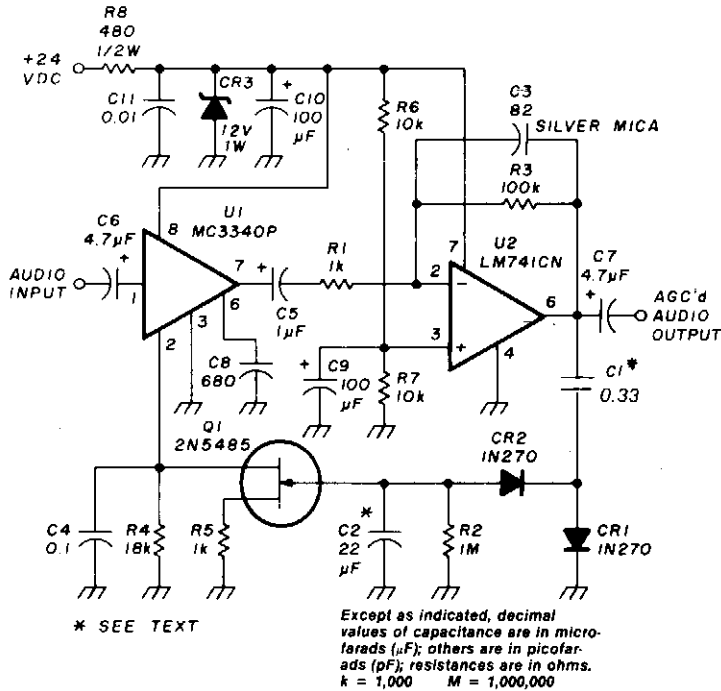 R8
480
1/2W
+24
VDC
C11
0.01
CR3
12V
1W
C10
+
100
µF
R6
10k
C3
82
SILVER MICA
R3
100k
C6
4.7µF
+
AUDIO
INPUT
U1
MC3340P
8
1
2
3
6
7
+
C5
1µF
R1
1k
C8
680
7
U2
LM741CN
2
−
3
+
4
6
C7
4.7µF
+
AGC'd
AUDIO
OUTPUT
+
C9
100
µF
R7
10k
C1*
0.33
Q1
2N5485
CR2
1N270
C4
0.1
R4
18k
R5
1k
*
C2
22
µF
R2
1M
CR1
1N270
* SEE TEXT
Except as indicated, decimal
values of capacitance are in micro-
farads (µF); others are in picofar-
ads (pF); resistances are in ohms.
k = 1,000 M = 1,000,000